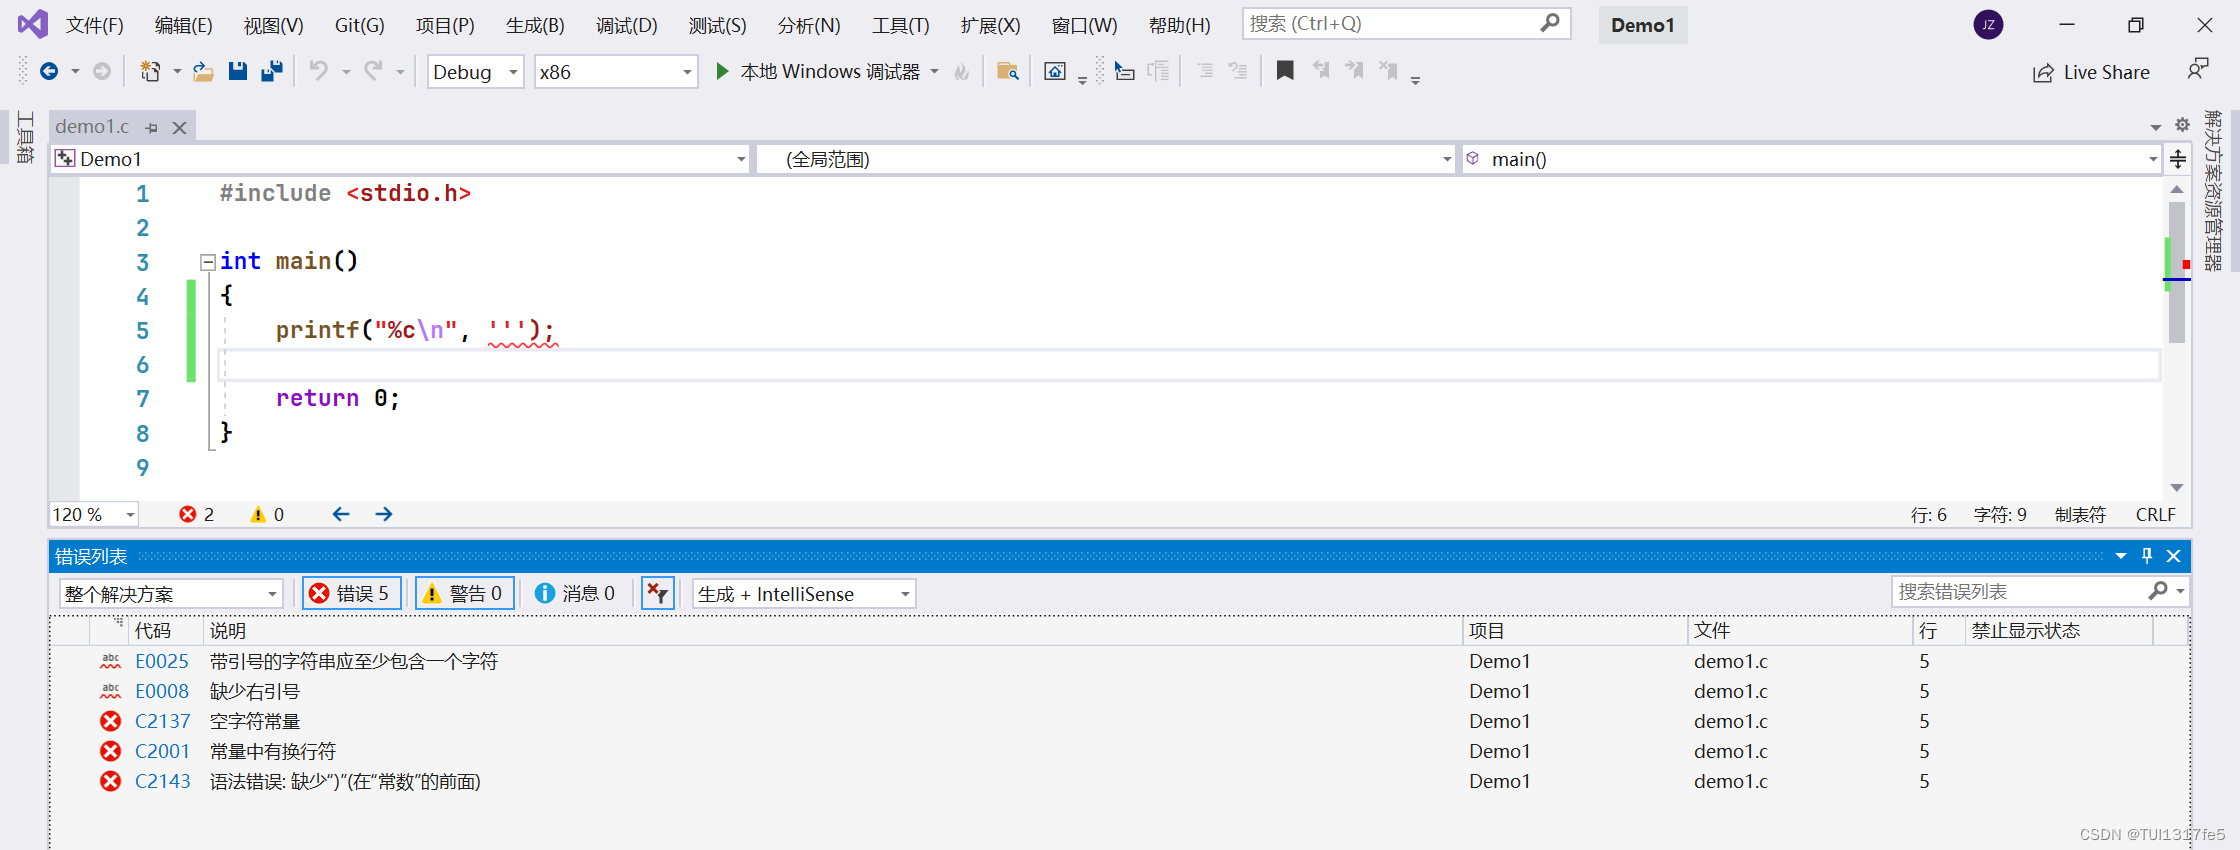 文件(F) 编辑(E) 视图(V) Git(G) 项目(P) 生成(B) 调试(D) 测试(S) 分析(N) 工具(T) 扩展(X) 窗口(W) 帮助(H) 搜索 (Ctrl+Q) Demo1 JZ
Debug x86 本地 Windows 调试器 Live Share
工具箱
demo1.c
解决方案资源管理器
Demo1 (全局范围) main()
1 #include <stdio.h>
2
3 int main()
4 {
5 printf("%c\n", ''');
6
7 return 0;
8 }
9
120 % 2 0 行: 6 字符: 9 制表符 CRLF
错误列表
整个解决方案 错误 5 警告 0 消息 0 生成 + IntelliSense 搜索错误列表
代码 说明 项目 文件 行 禁止显示状态
abc E0025 带引号的字符串应至少包含一个字符 Demo1 demo1.c 5
abc E0008 缺少右引号 Demo1 demo1.c 5
C2137 空字符常量 Demo1 demo1.c 5
C2001 常量中有换行符 Demo1 demo1.c 5
C2143 语法错误: 缺少“)”(在“常数”的前面) Demo1 demo1.c 5
CSDN @TUI1317fe5